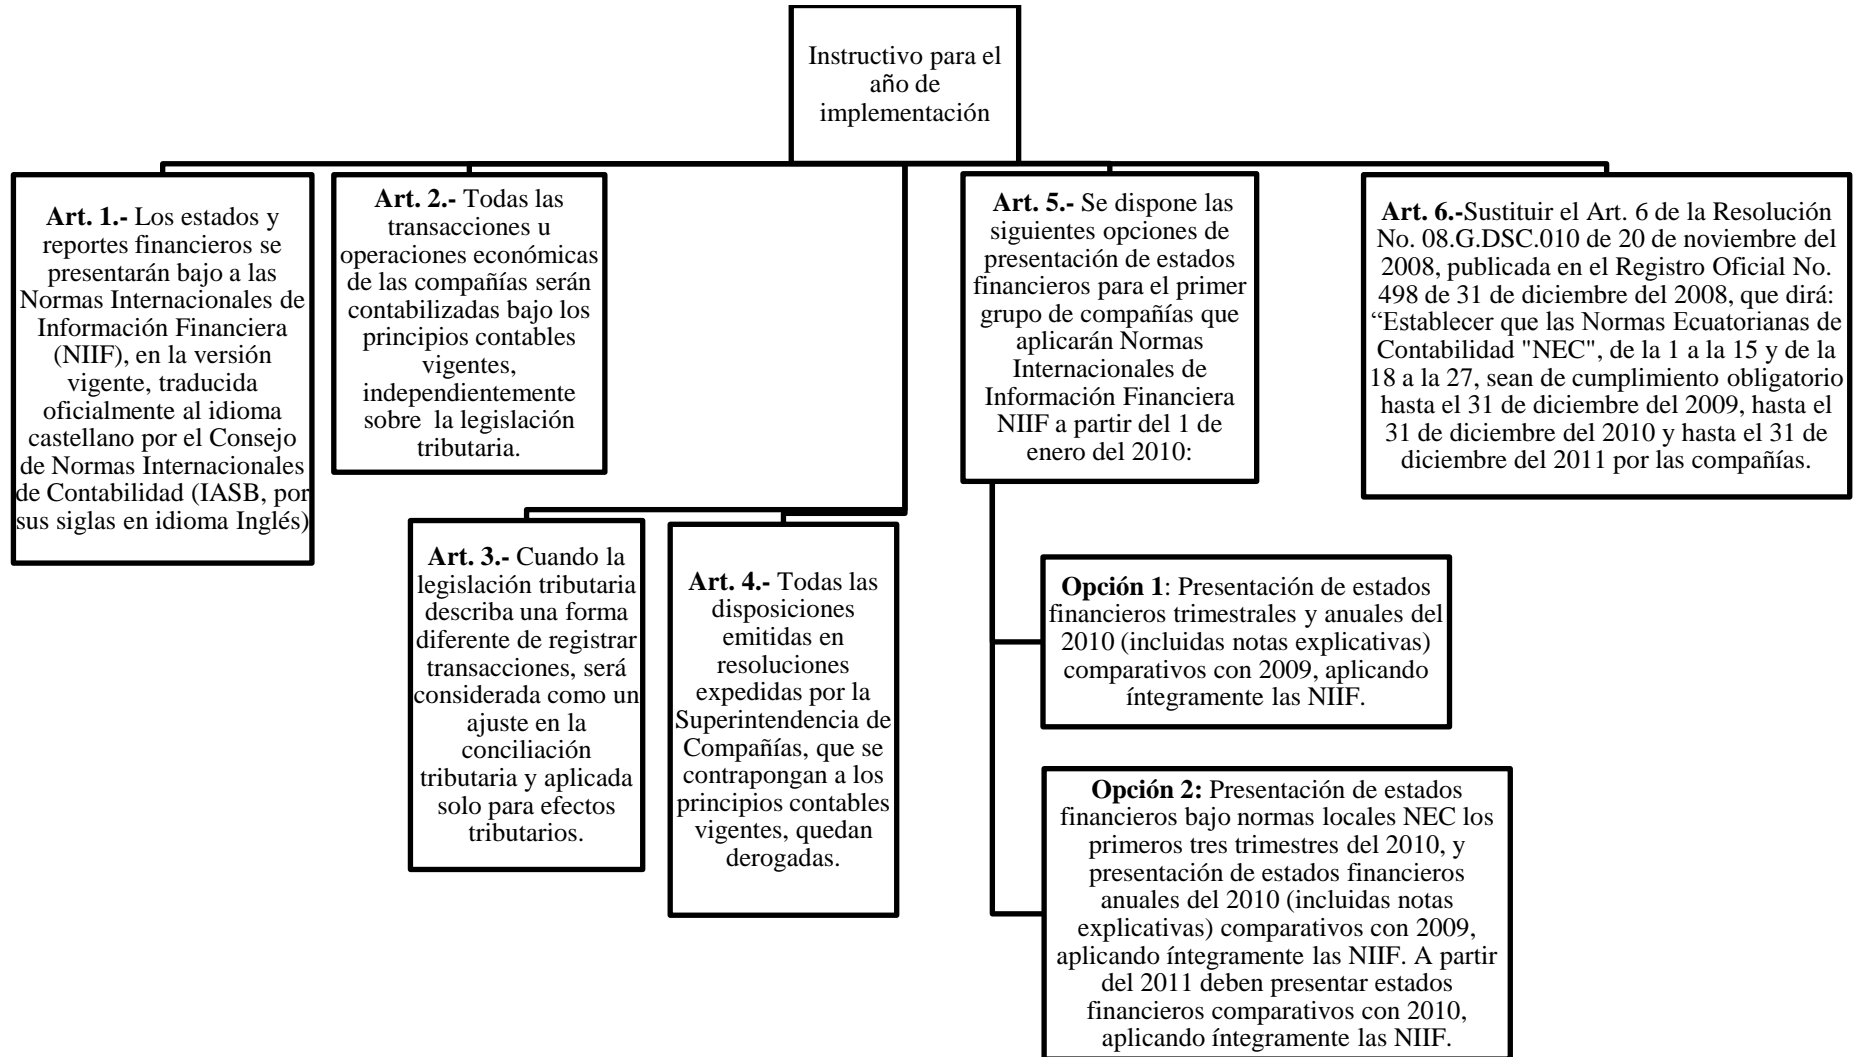 Instructivo para el
año de
implementación
Art. 1.- Los estados y
reportes financieros se
presentarán bajo a las
Normas Internacionales de
Información Financiera
(NIIF), en la versión
vigente, traducida
oficialmente al idioma
castellano por el Consejo
de Normas Internacionales
de Contabilidad (IASB, por
sus siglas en idioma Inglés)
Art. 2.- Todas las
transacciones u
operaciones económicas
de las compañías serán
contabilizadas bajo los
principios contables
vigentes,
independientemente
sobre la legislación
tributaria.
Art. 3.- Cuando la
legislación tributaria
describa una forma
diferente de registrar
transacciones, será
considerada como un
ajuste en la
conciliación
tributaria y aplicada
solo para efectos
tributarios.
Art. 4.- Todas las
disposiciones
emitidas en
resoluciones
expedidas por la
Superintendencia de
Compañías, que se
contrapongan a los
principios contables
vigentes, quedan
derogadas.
Art. 5.- Se dispone las
siguientes opciones de
presentación de estados
financieros para el primer
grupo de compañías que
aplicarán Normas
Internacionales de
Información Financiera
NIIF a partir del 1 de
enero del 2010:
Opción 1: Presentación de estados
financieros trimestrales y anuales del
2010 (incluidas notas explicativas)
comparativos con 2009, aplicando
íntegramente las NIIF.
Opción 2: Presentación de estados
financieros bajo normas locales NEC los
primeros tres trimestres del 2010, y
presentación de estados financieros
anuales del 2010 (incluidas notas
explicativas) comparativos con 2009,
aplicando íntegramente las NIIF. A partir
del 2011 deben presentar estados
financieros comparativos con 2010,
aplicando íntegramente las NIIF.
Art. 6.-Sustituir el Art. 6 de la Resolución
No. 08.G.DSC.010 de 20 de noviembre del
2008, publicada en el Registro Oficial No.
498 de 31 de diciembre del 2008, que dirá:
“Establecer que las Normas Ecuatorianas de
Contabilidad "NEC", de la 1 a la 15 y de la
18 a la 27, sean de cumplimiento obligatorio
hasta el 31 de diciembre del 2009, hasta el
31 de diciembre del 2010 y hasta el 31 de
diciembre del 2011 por las compañías.